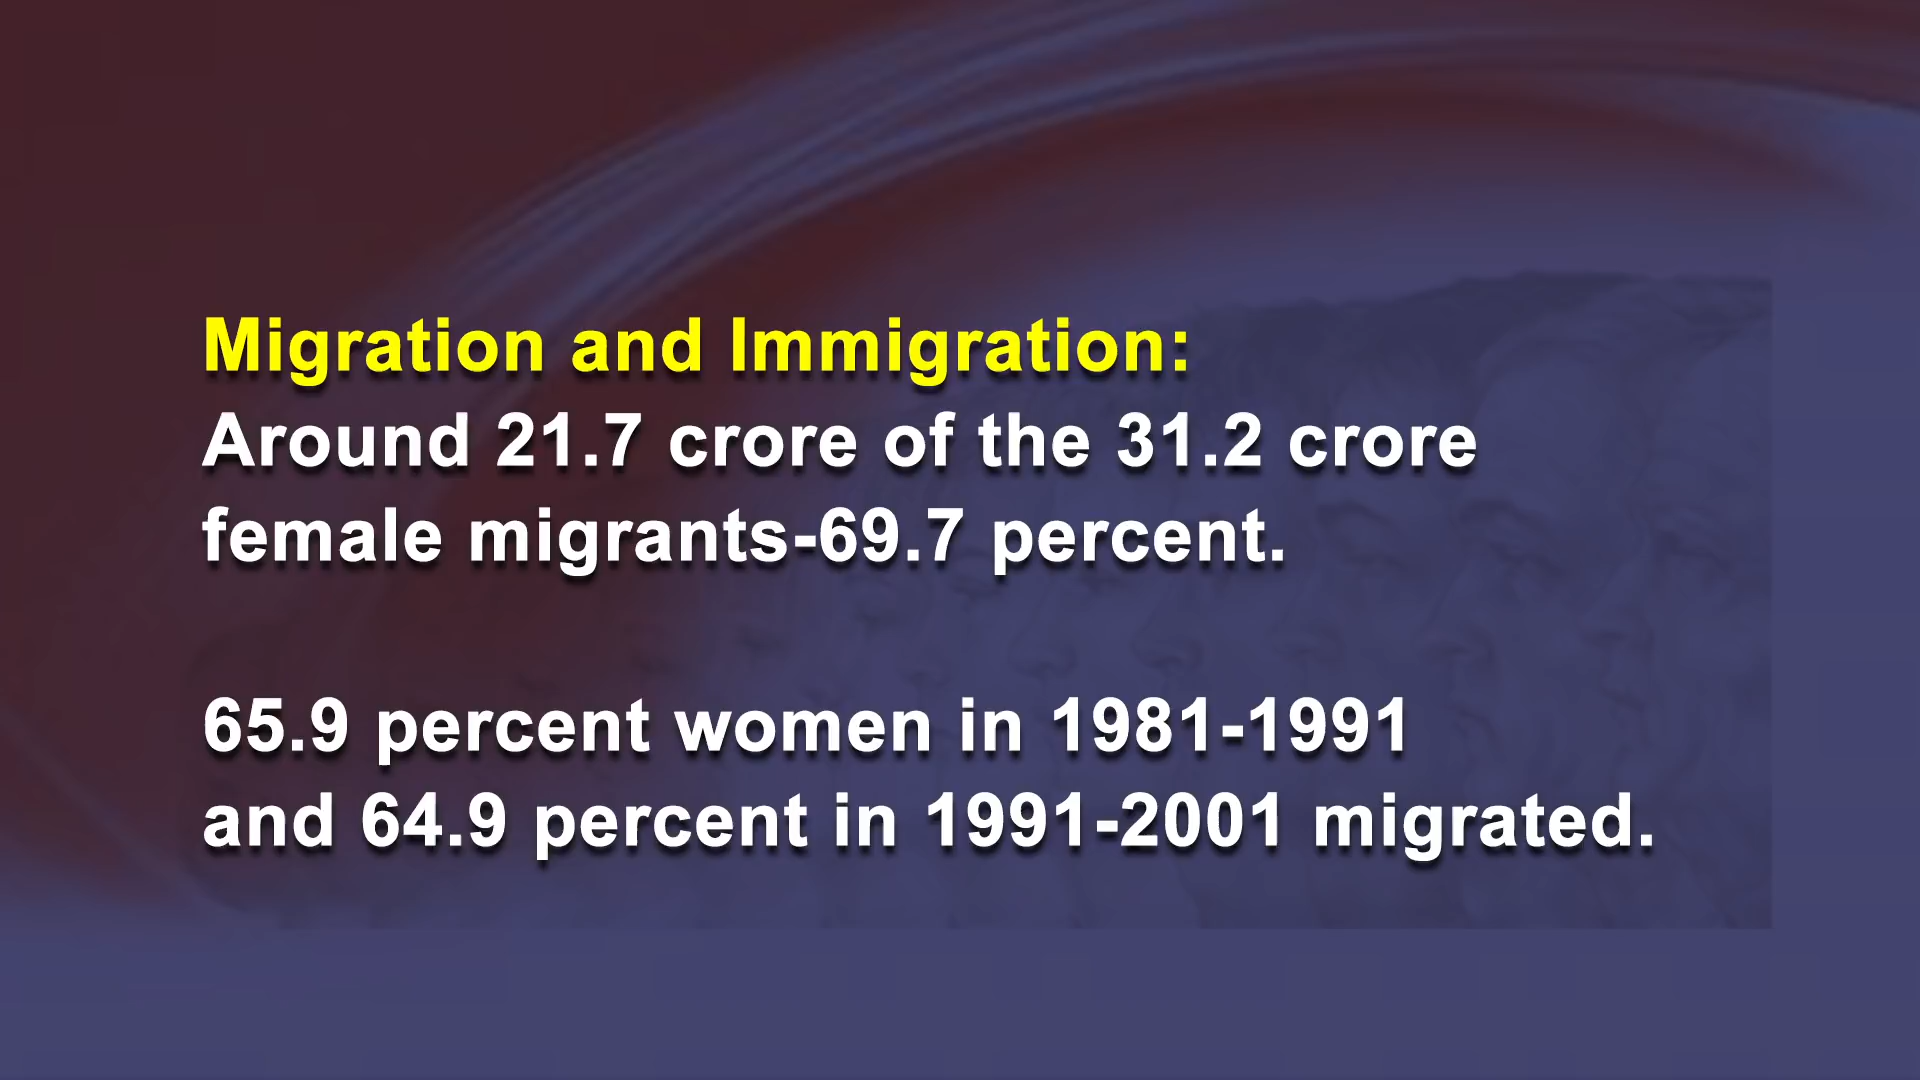 Migration and Immigration:
Around 21.7 crore of the 31.2 crore
female migrants-69.7 percent.
65.9 percent women in 1981-1991
and 64.9 percent in 1991-2001 migrated.